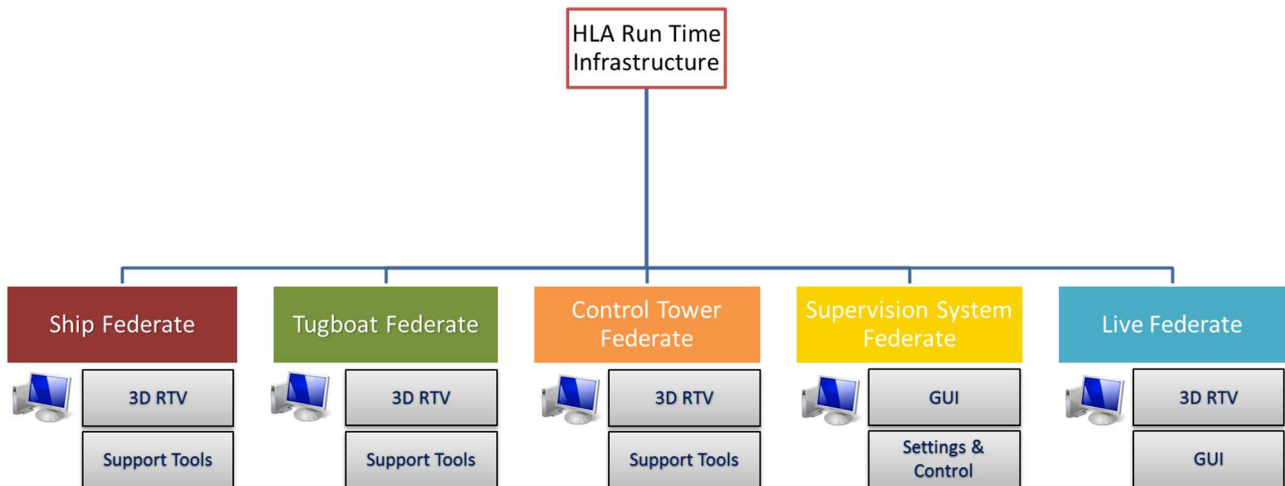 HLA Run Time
Infrastructure
Ship Federate
Tugboat Federate
Control Tower
Federate
Supervision System
Federate
Live Federate
3D RTV
3D RTV
3D RTV
GUI
3D RTV
Support Tools
Support Tools
Support Tools
Settings &
Control
GUI